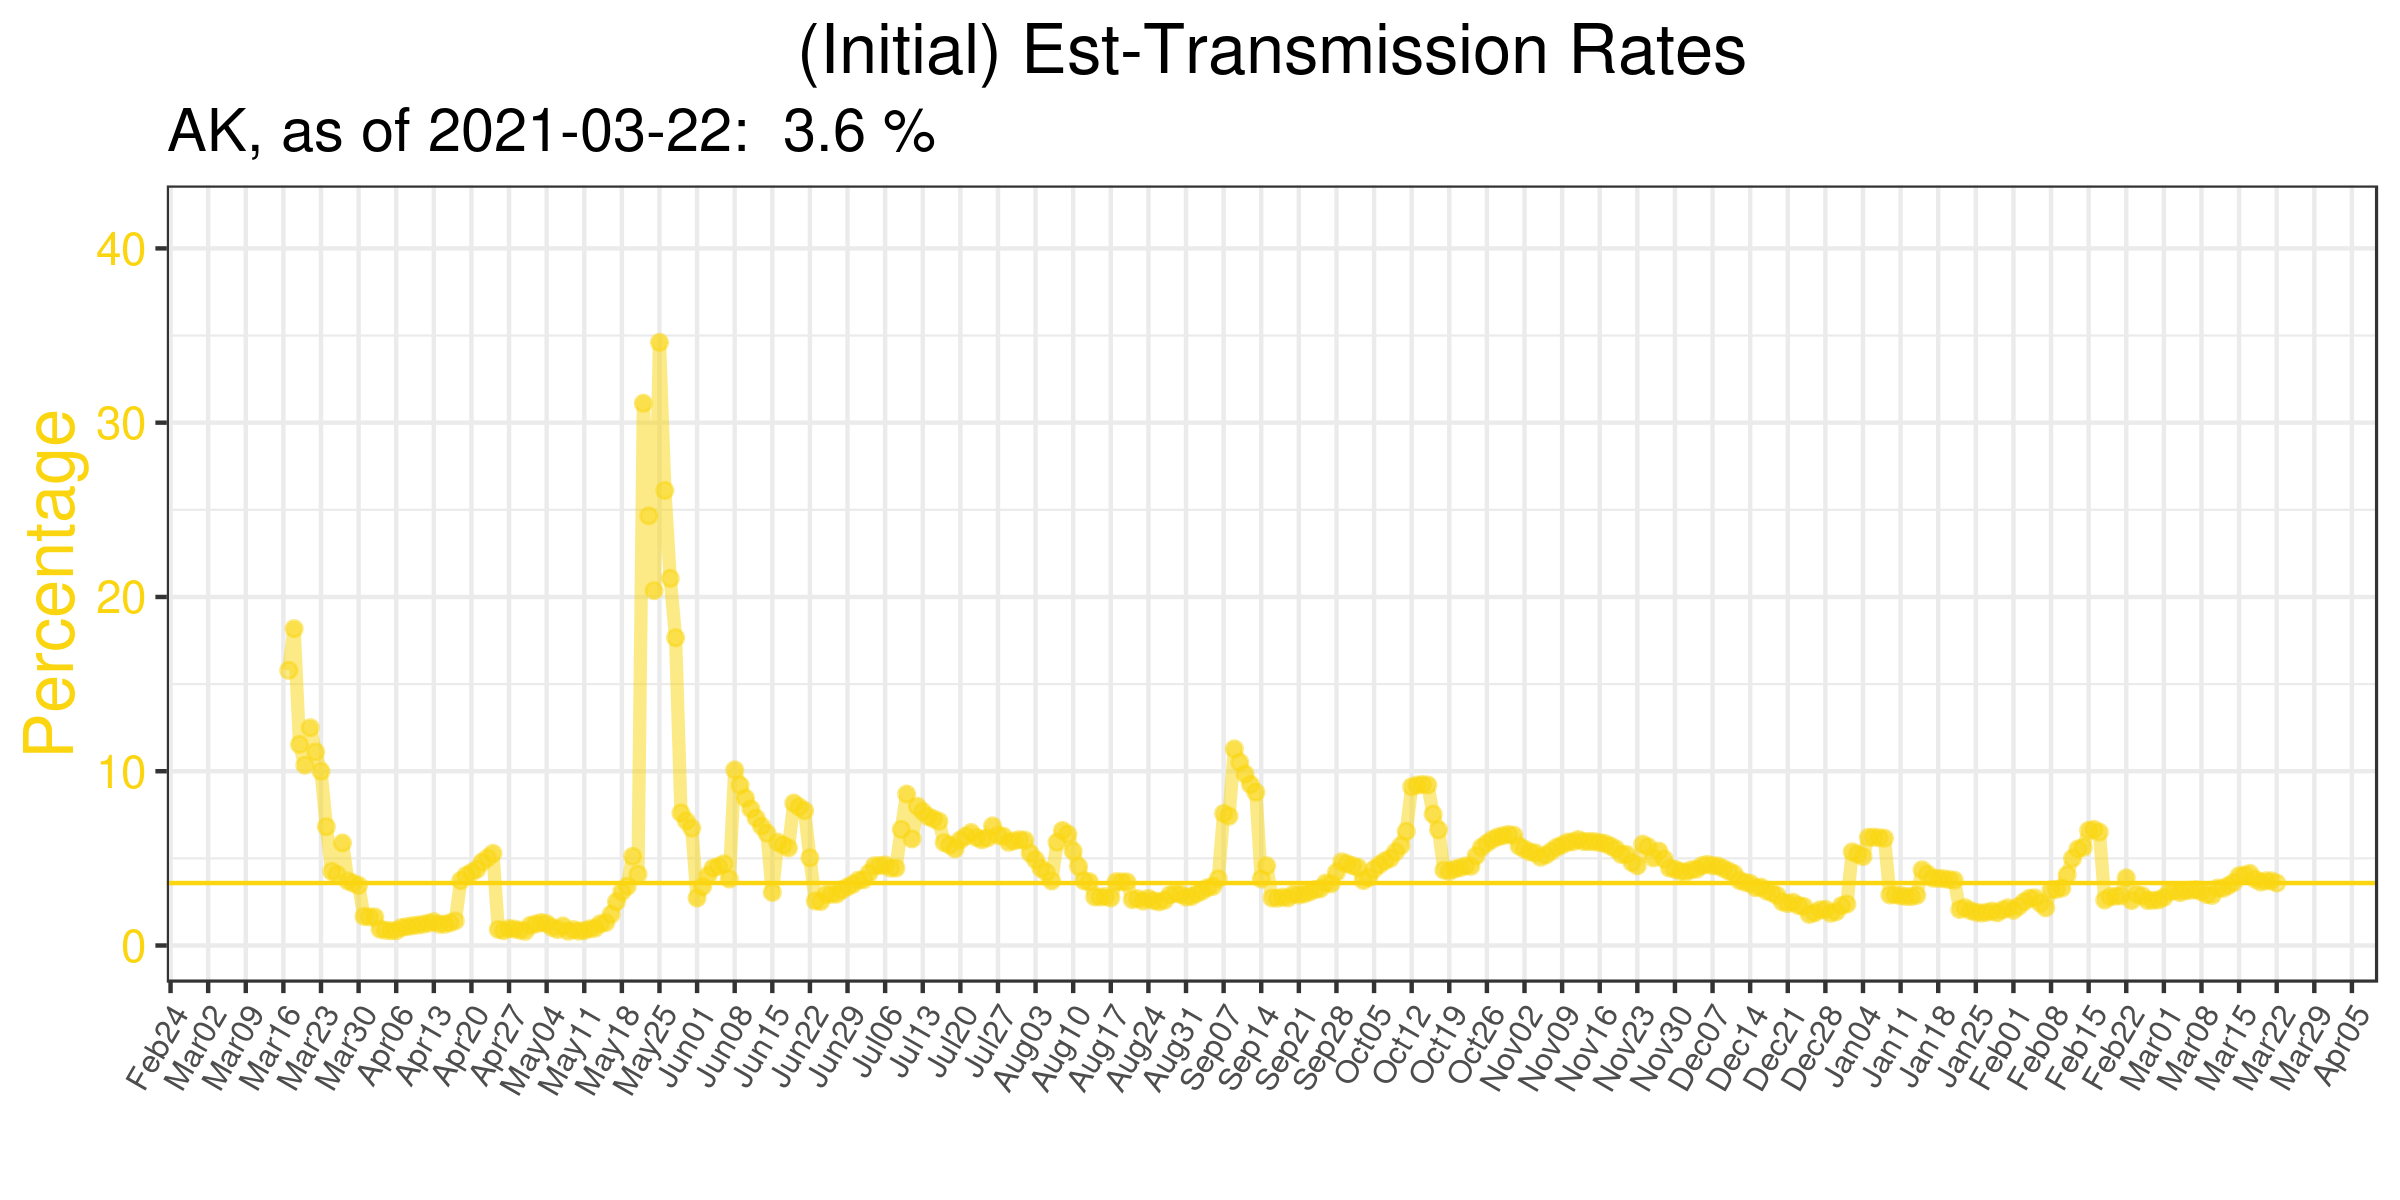 (Initial) Est-Transmission Rates
AK, as of 2021-03-22:  3.6 %
Percentage
40
30
20
10
0
Feb24
Mar02
Mar09
Mar16
Mar23
Mar30
Apr06
Apr13
Apr20
Apr27
May04
May11
May18
May25
Jun01
Jun08
Jun15
Jun22
Jun29
Jul06
Jul13
Jul20
Jul27
Aug03
Aug10
Aug17
Aug24
Aug31
Sep07
Sep14
Sep21
Sep28
Oct05
Oct12
Oct19
Oct26
Nov02
Nov09
Nov16
Nov23
Nov30
Dec07
Dec14
Dec21
Dec28
Jan04
Jan11
Jan18
Jan25
Feb01
Feb08
Feb15
Feb22
Mar01
Mar08
Mar15
Mar22
Mar29
Apr05